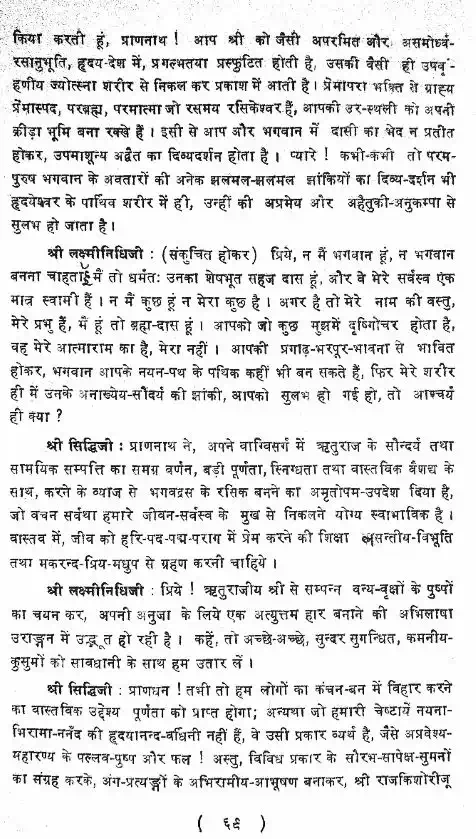 किया करती हूं, प्राणनाथ ! आप श्री को जैसी अपरमित और असमोर्ध्व-
रसानुभूति, हृदय-देश में, प्रगल्भतया प्रस्फुटित होती है, उसकी वैसी ही उपवृं-
हणीय ज्योत्स्ना शरीर से निकल कर प्रकाश में आती है। प्रेमापरा भक्ति से ग्राह्य
प्रेमास्पद, परब्रह्म, परमात्मा जो रसमय रसिकेश्वर हैं, आपकी उर-स्थली को अपनी
क्रीड़ा भूमि बना रक्खे हैं। इसी से आप और भगवान में दासी का भेद न प्रतीत
होकर, उपमाशून्य अद्वैत का दिव्यदर्शन होता है। प्यारे ! कभी-कभी तो परम-
पुरुष भगवान के अवतारों की अनेक झलमल-झलमल झांकियों का दिव्य-दर्शन भी
हृदयेश्वर के पार्थिव शरीर में ही, उन्हीं की अप्रमेय और अहैतुकी-अनुकम्पा से
सुलभ हो जाता है।
श्री लक्ष्मीनिधिजी : (संकुचित होकर) प्रिये, न मैं भगवान हूं, न भगवान
बनना चाहता हूँ मैं तो धर्मतः उनका शेषभूत सहज दास हूं, और वे मेरे सर्वस्व एक
मात्र स्वामी हैं। न मैं कुछ हूं न मेरा कुछ है। अगर है तो मेरे नाम की वस्तु,
मेरे प्रभु हैं, मैं हूं तो ब्रह्म-दास हूं। आपको जो कुछ मुझमें दृष्गिोचर होता है,
वह मेरे आत्माराम का है, मेरा नहीं। आपकी प्रगाढ़-भरपूर-भावना से भावित
होकर, भगवान आपके नयन-पथ के पथिक कहीं भी बन सकते हैं, फिर मेरे शरीर
ही में उनके अनाख्येय-सौंदर्य की झांकी, आपको सुलभ हो गई हो, तो आश्चर्य
ही क्या ?
श्री सिद्धिजी : प्राणनाथ ने, अपने वाग्विसर्ग में ऋतुराज के सौन्दर्य तथा
सामयिक सम्पत्ति का समग्र वर्णन, बड़ी पूर्णता, स्निग्धता तथा वास्तविक वैशद्य के
साथ, करने के व्याज से भगवद्रस के रसिक बनने का अमृतोपम-उपदेश दिया है,
जो वचन सर्वथा हमारे जीवन-सर्वस्व के मुख से निकलने योग्य स्वाभाविक है।
वास्तव में, जीव को हरि-पद-पद्म-पराग में प्रेम करने की शिक्षा वासन्तीय-विभूति
तथा मकरन्द-प्रिय-मधुप से ग्रहण करनी चाहिये।
श्री लक्ष्मीनिधिजी : प्रिये ! ऋतुराजीय श्री से सम्पन्न वन्य-वृक्षों के पुष्पों
का चयन कर, अपनी अनुजा के लिये एक अत्युत्तम हार बनाने की अभिलाषा
उराङ्गन में उद्भूत हो रही है। कहें, तो अच्छे-अच्छे, सुन्दर सुगन्धित, कमनीय-
कुसुमों को सावधानी के साथ हम उतार लें।
श्री सिद्धिजी : प्राणधन ! तभी तो हम लोगों का कंचन-बन में विहार करने
का वास्तविक उद्देश्य पूर्णता को प्राप्त होगा; अन्यथा जो हमारी चेष्टायें नयना-
भिरामा-ननँद की हृदयानन्द-वर्धिनी नहीं हैं, वे उसी प्रकार व्यर्थ है, जैसे अप्रवेश्य-
महारण्य के पल्लव-पुष्प और फल ! अस्तु, विविध प्रकार के सौरभ-सापेक्ष-सुमनों
का संग्रह करके, अंग-प्रत्यङ्गों के अभिरामीय-आभूषण बनाकर, श्री राजकिशोरीजू
( ६९ )